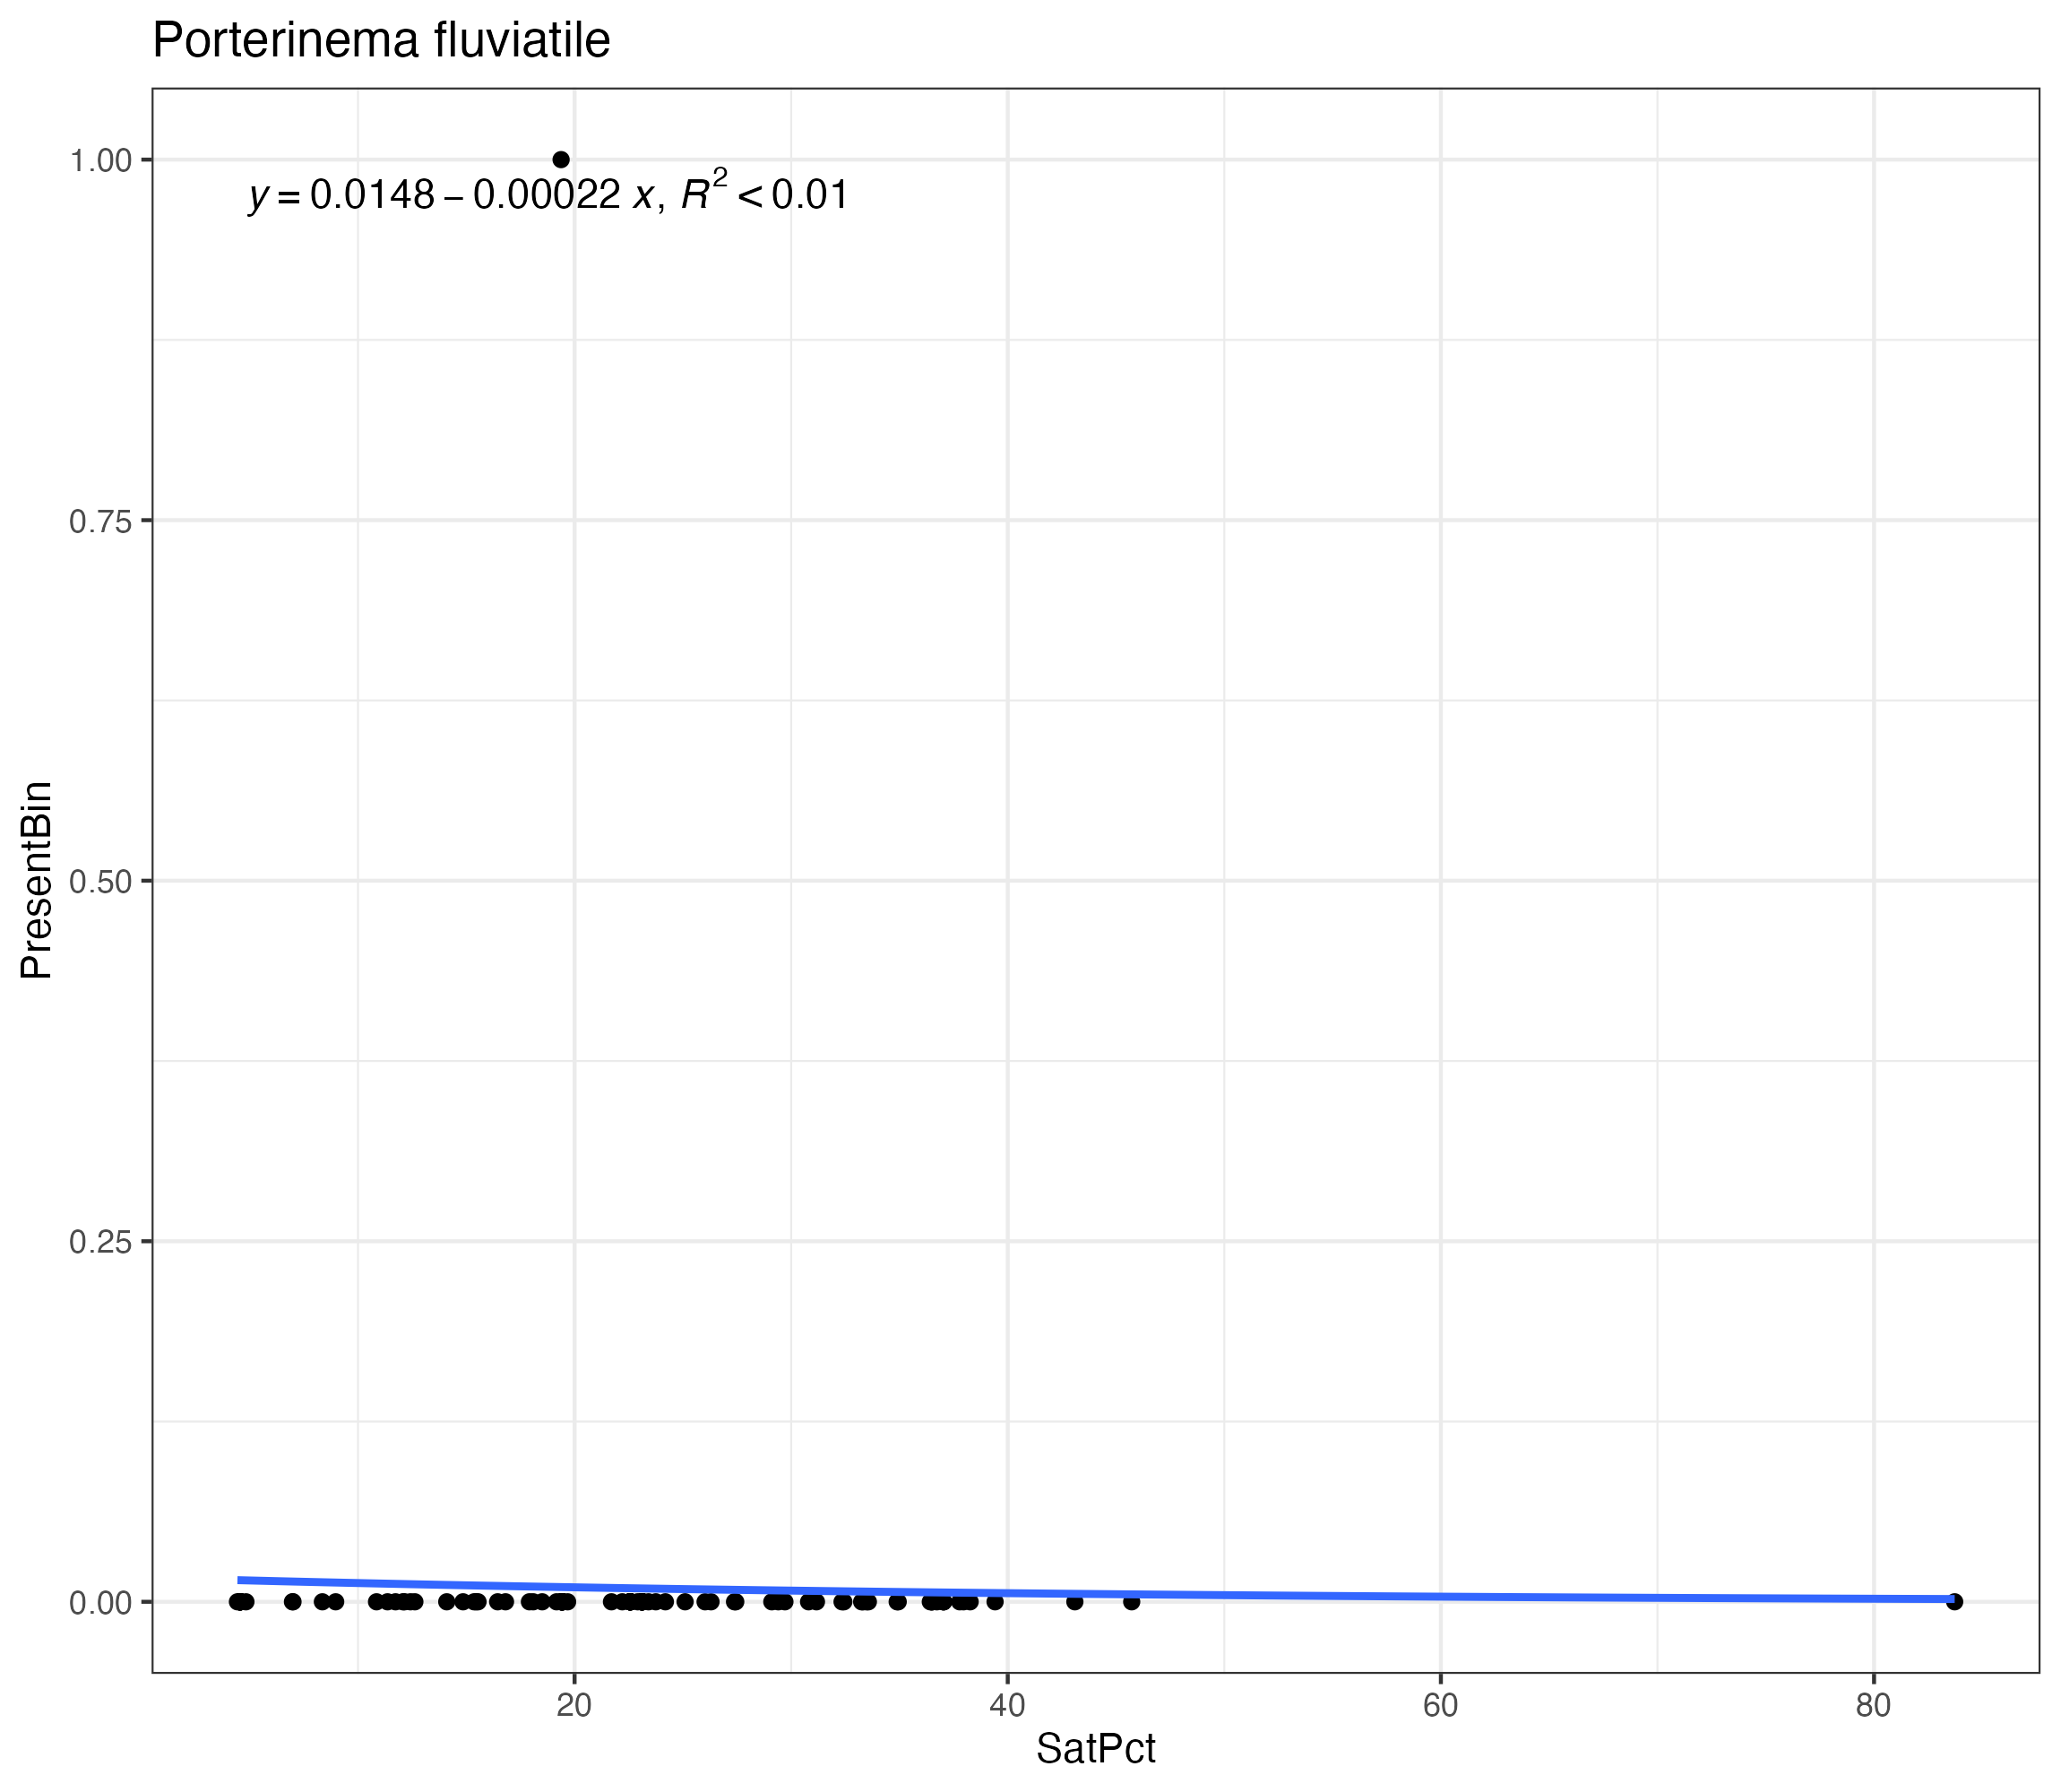 Porterinema fluviatile
1.00
y = 0.0148 – 0.00022 x, R² < 0.01
0.75
0.50
0.25
0.00
PresentBin
20 40 60 80
SatPct